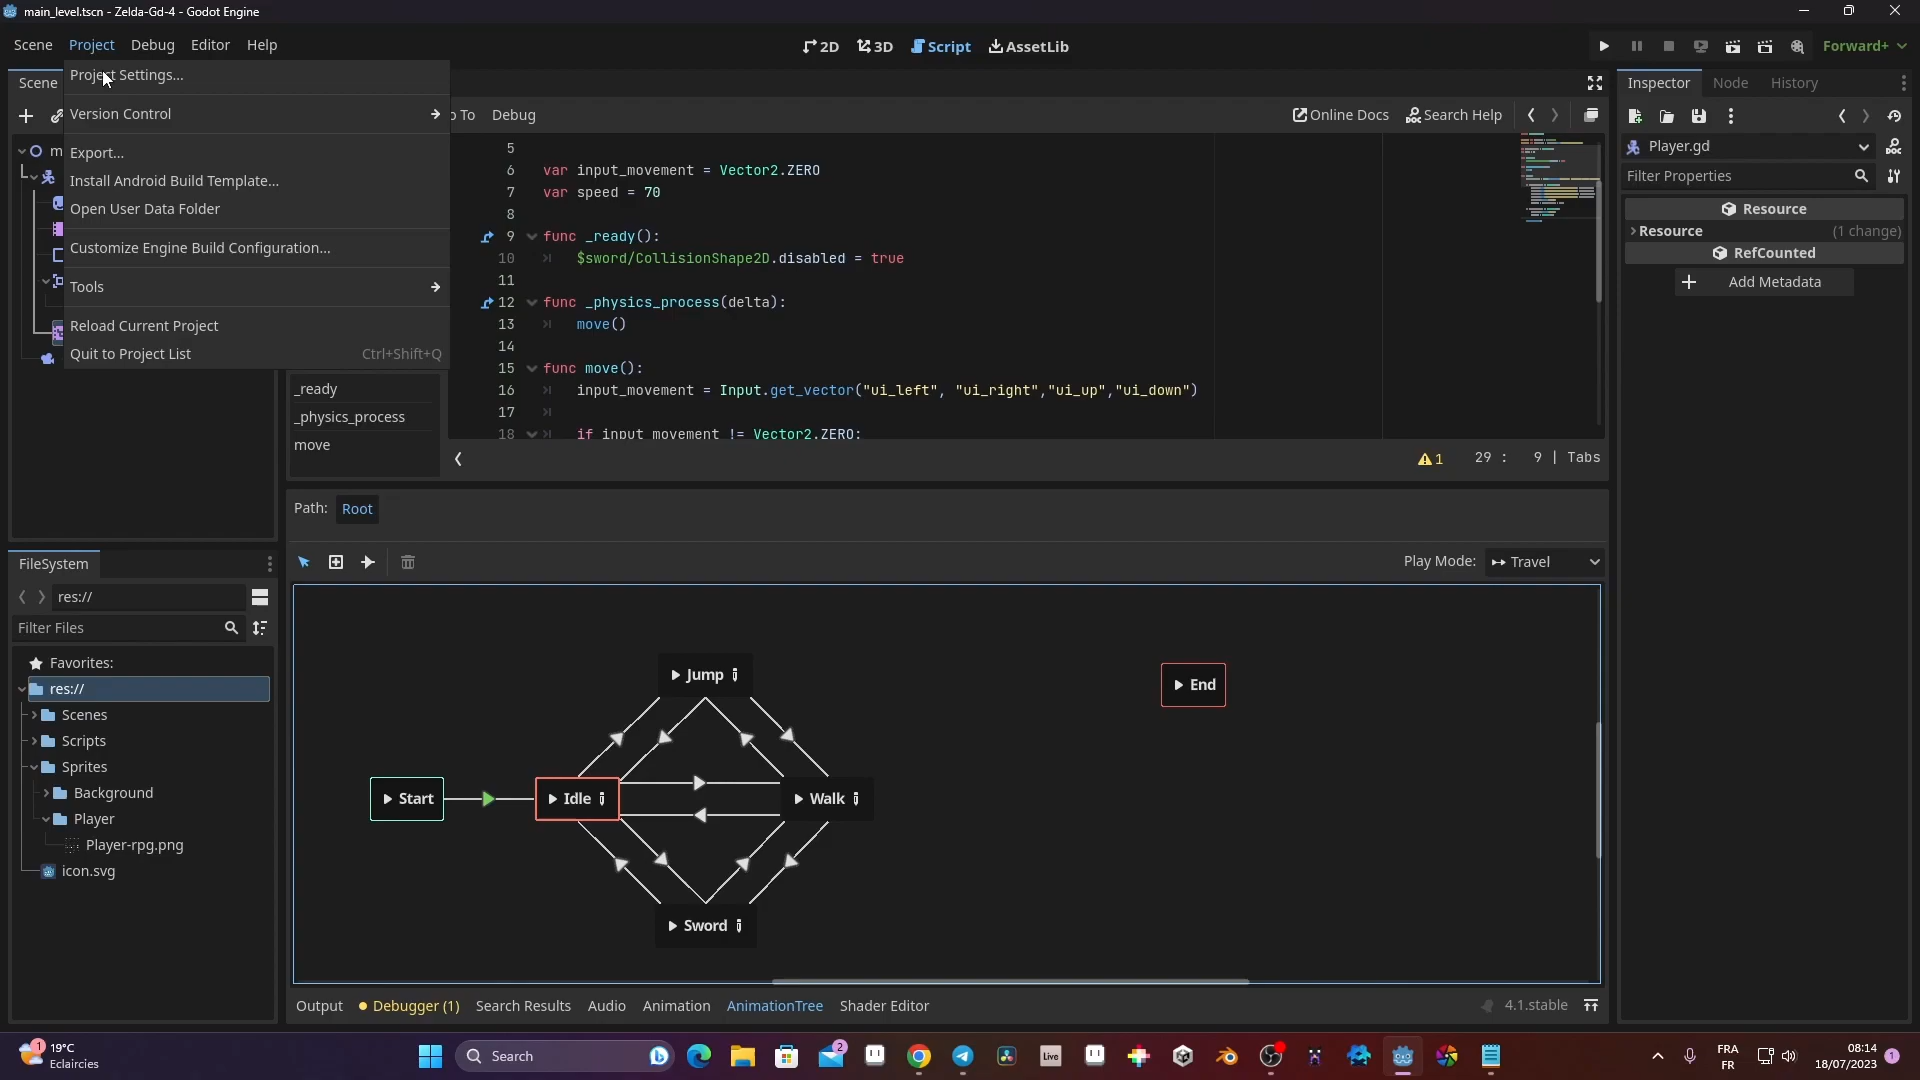 main_level.tscn - Zelda-Gd-4 - Godot Engine
Scene Project Debug Editor Help
2D 3D Script AssetLib
Forward+
Scene
Project Settings...
Version Control
Export...
Install Android Build Template...
Open User Data Folder
Customize Engine Build Configuration...
Tools
Reload Current Project
Quit to Project List Ctrl+Shift+Q
m
o To Debug
Online Docs Search Help
5
6 var input_movement = Vector2.ZERO
7 var speed = 70
8
9 func _ready():
10 $sword/CollisionShape2D.disabled = true
11
12 func _physics_process(delta):
13 move()
14
15 func move():
16 input_movement = Input.get_vector("ui_left", "ui_right","ui_up","ui_down")
17
18 if input_movement != Vector2.ZERO:
_ready
_physics_process
move
1 29 : 9 | Tabs
Inspector Node History
Player.gd
Filter Properties
Resource
Resource (1 change)
RefCounted
Add Metadata
FileSystem
res://
Filter Files
Favorites:
res://
Scenes
Scripts
Sprites
Background
Player
Player-rpg.png
icon.svg
Path: Root
Play Mode: Travel
Jump
End
Start
Idle
Walk
Sword
Output Debugger (1) Search Results Audio Animation AnimationTree Shader Editor
4.1.stable
1
19°C
Eclaircies
Search
2
Live
FRA
FR
08:14
18/07/2023
1